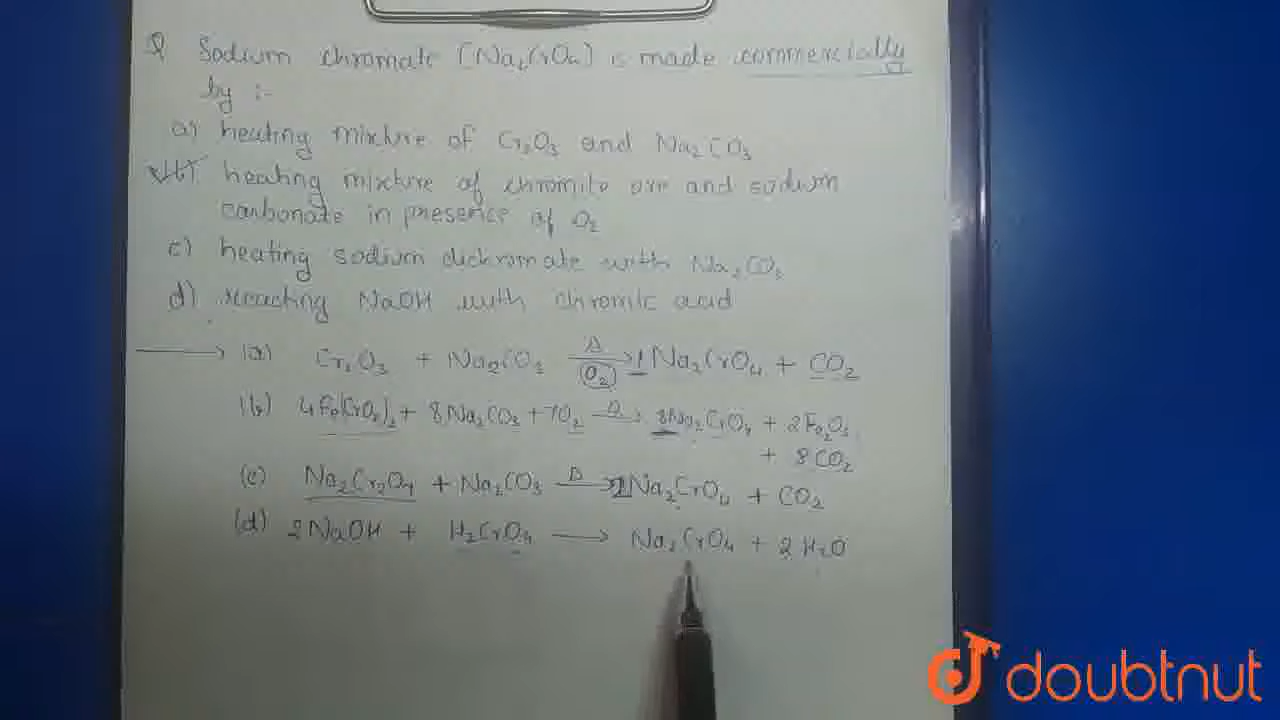 Q Sodium chromate (Na2CrO4) is made commercially
by :-
a) heating mixture of Cr2O3 and Na2CO3
b) heating mixture of chromite ore and sodium
carbonate in presence of O2
c) heating sodium dichromate with Na2CO3
d) reacting NaOH with chromic acid
(a) Cr2O3 + Na2CO3 Δ/O2 → 1Na2CrO4 + CO2
(b) 4Fe(CrO2)2 + 8Na2CO3 + 7O2 Δ→ 8Na2CrO4 + 2Fe2O3
+ 8CO2
(c) Na2Cr2O7 + Na2CO3 Δ→ 2Na2CrO4 + CO2
(d) 2NaOH + H2CrO4 → Na2CrO4 + 2H2O
doubtnut